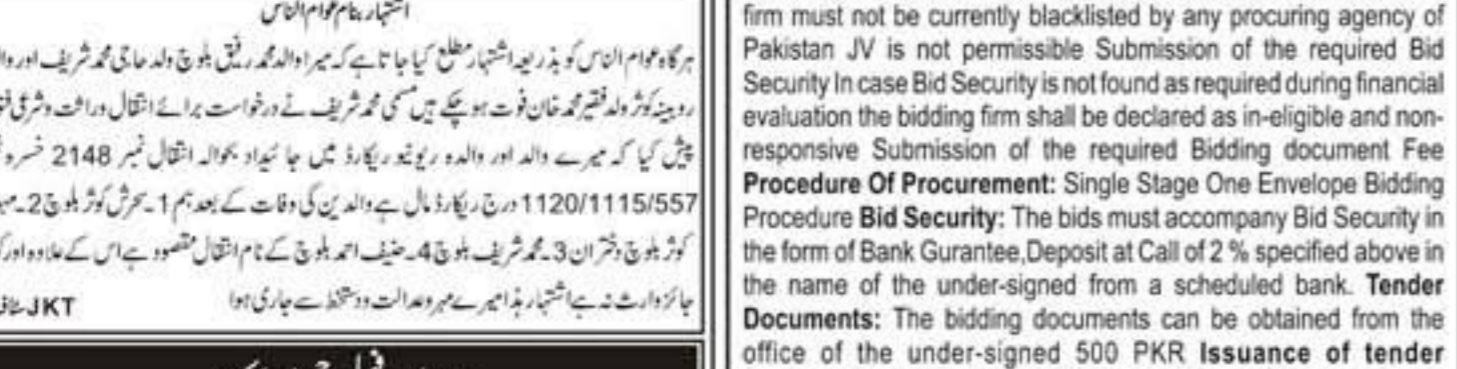 اشتہار بنام عوام الناس
ہرگاہ عوام الناس کو بذریعہ اشتہار مطلع کیا جاتا ہے کہ میرا والد محمد رفیق بلوچ ولد حاجی محمد شریف اور
روبینہ کوثر ولد فقیر محمد خان فوت ہو چکے ہیں مسمی محمد شریف نے درخواست برائے انتقال وراثت وشرعی
پیش کیا کہ میرے والد اور والدہ ریونیو ریکارڈ میں جائیداد بحوالہ انتقال نمبر 2148 خسرہ
1120/1115/557 درج ریکارڈ مال ہے والدین کی وفات کے بعد ہم 1۔سحرش کوثر بلوچ 2۔
کوثر بلوچ دختران 3۔محمد شریف بلوچ 4۔حنیف احمد بلوچ کے نام انتقال مقصود ہے اس کے علاوہ اور
جائز وارث نہ ہے اشتہار ہذا میرے مہر وعدالت ودستخط سے جاری ہوا JKT
firm must not be currently blacklisted by any procuring agency of
Pakistan JV is not permissible Submission of the required Bid
Security In case Bid Security is not found as required during financial
evaluation the bidding firm shall be declared as in-eligible and non-
responsive Submission of the required Bidding document Fee
Procedure Of Procurement: Single Stage One Envelope Bidding
Procedure Bid Security: The bids must accompany Bid Security in
the form of Bank Gurantee,Deposit at Call of 2 % specified above in
the name of the under-signed from a scheduled bank. Tender
Documents: The bidding documents can be obtained from the
office of the under-signed 500 PKR Issuance of tender